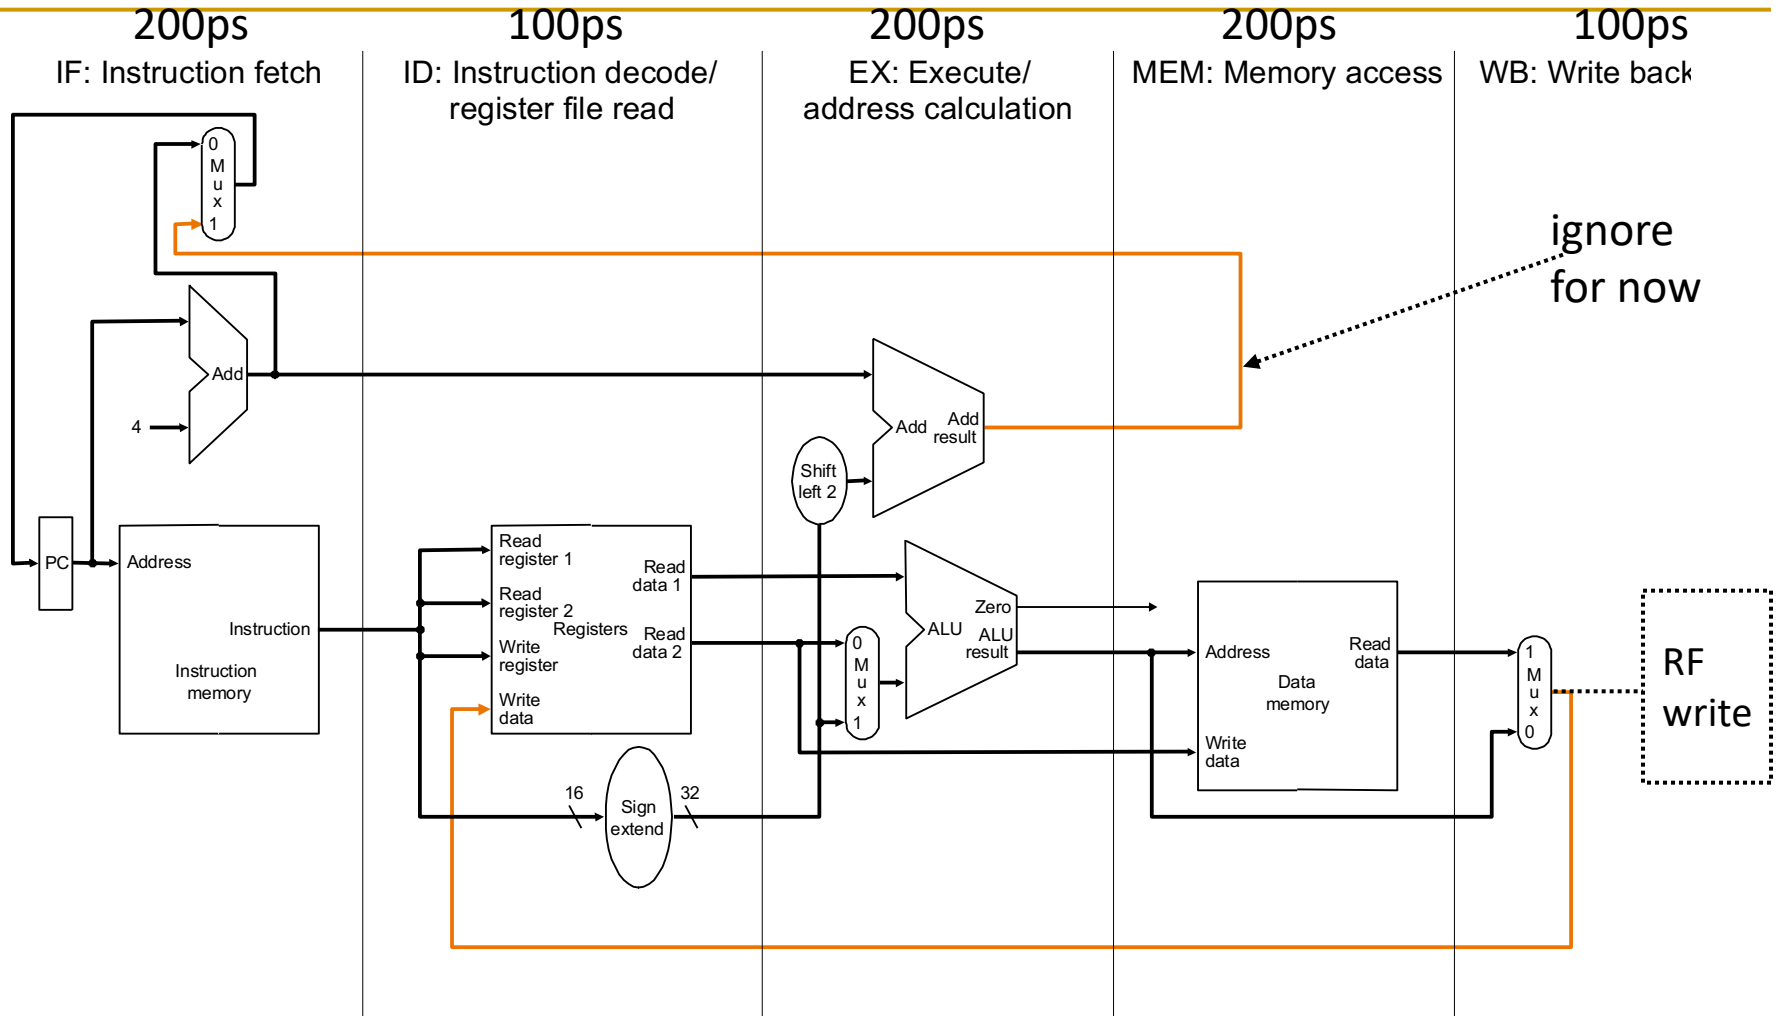 200ps
100ps
200ps
200ps
100ps
IF: Instruction fetch
ID: Instruction decode/
register file read
EX: Execute/
address calculation
MEM: Memory access
WB: Write back
0
M
u
x
1
ignore
for now
Add
4
Add
Add
result
Shift
left 2
PC
Address
Instruction
Instruction
memory
Read
register 1
Read
register 2
Write
register
Write
data
Registers
Read
data 1
Read
data 2
0
M
u
x
1
Zero
ALU
ALU
result
Address
Read
data
Data
memory
Write
data
1
M
u
x
0
RF
write
16
Sign
extend
32